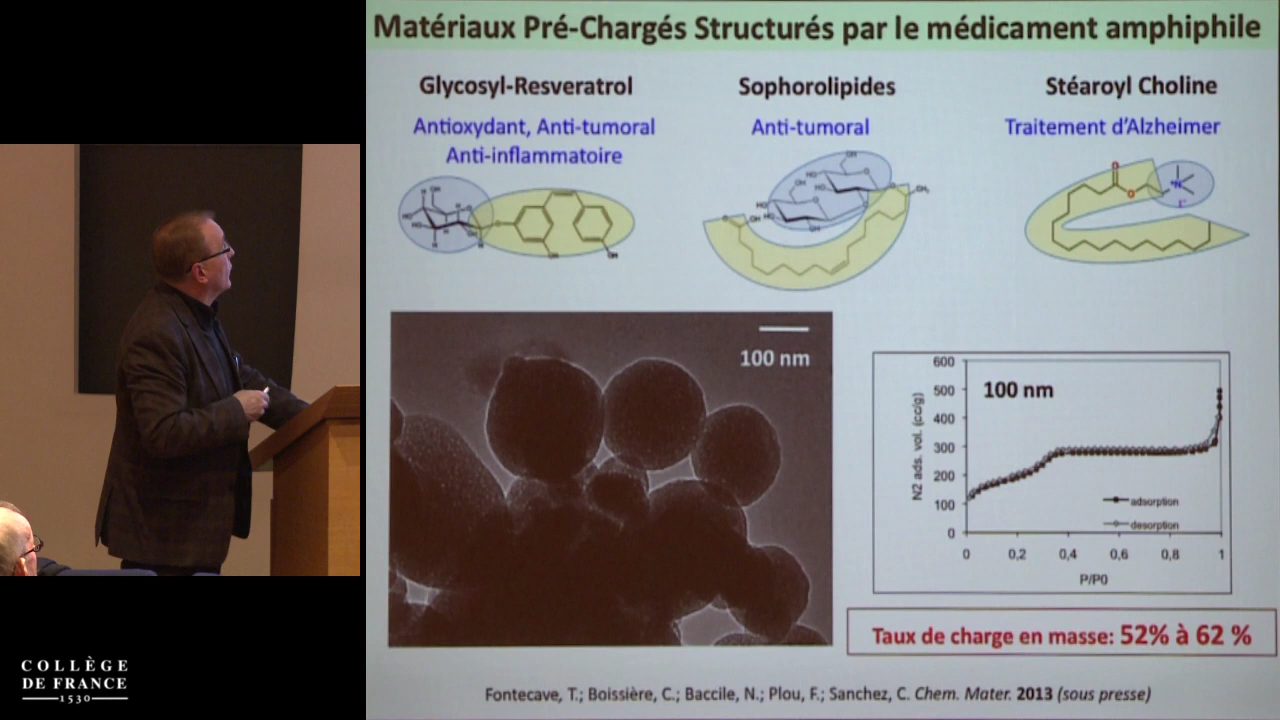 Matériaux Pré-Chargés Structurés par le médicament amphiphile
Glycosyl-Resveratrol
Antioxydant, Anti-tumoral
Anti-inflammatoire
Sophorolipides
Anti-tumoral
Stéaroyl Choline
Traitement d'Alzheimer
100 nm
600
500
400
300
200
100
0
N2 ads. vol. (cc/g)
100 nm
adsorption
desorption
0
0,2
0,4
0,6
0,8
1
P/P0
Taux de charge en masse: 52% à 62 %
Fontecave, T.; Boissière, C.; Baccile, N.; Plou, F.; Sanchez, C. Chem. Mater. 2013 (sous presse)
COLLÈGE
DE FRANCE
1530